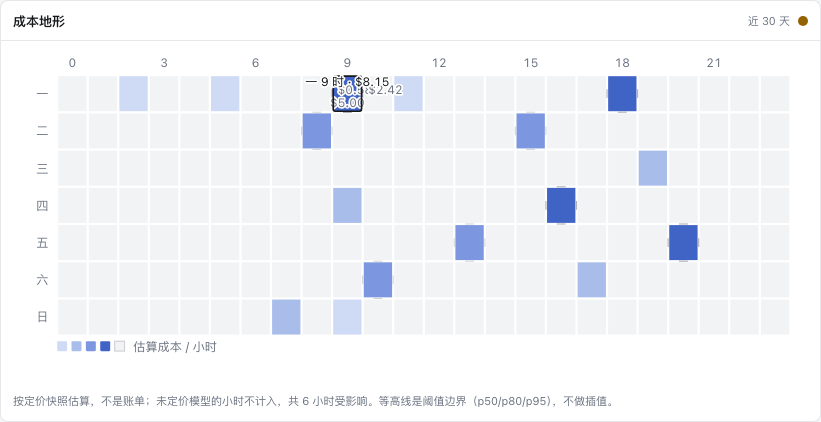 成本地形
近 30 天
0 3 6 9 12 15 18 21
一 9 时 · $8.15
$2.42
$5.00
一
二
三
四
五
六
日
估算成本 / 小时
按定价快照估算，不是账单；未定价模型的小时不计入，共 6 小时受影响。等高线是阈值边界（p50/p80/p95），不做插值。